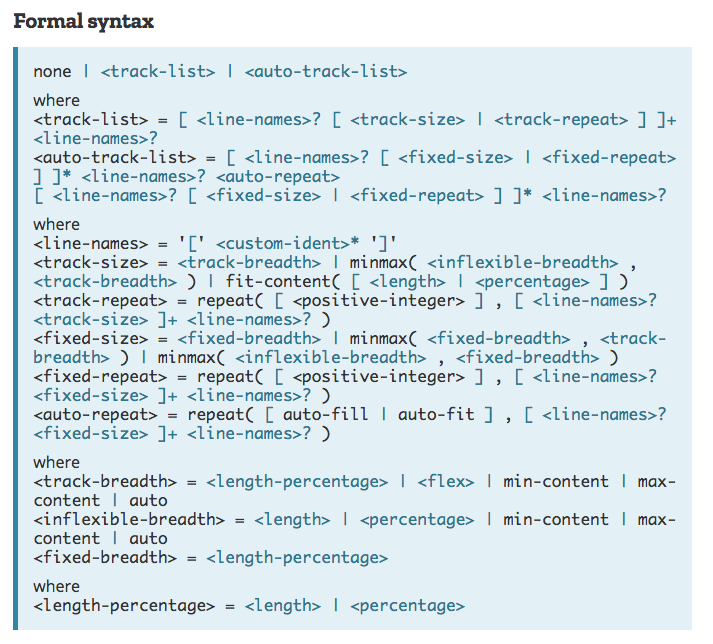 Formal syntax
none | <track-list> | <auto-track-list>
where
<track-list> = [ <line-names>? [ <track-size> | <track-repeat> ] ]+
<line-names>?
<auto-track-list> = [ <line-names>? [ <fixed-size> | <fixed-repeat>
] ]* <line-names>? <auto-repeat>
[ <line-names>? [ <fixed-size> | <fixed-repeat> ] ]* <line-names>?
where
<line-names> = '[' <custom-ident>* ']'
<track-size> = <track-breadth> | minmax( <inflexible-breadth> ,
<track-breadth> ) | fit-content( [ <length> | <percentage> ] )
<track-repeat> = repeat( [ <positive-integer> ] , [ <line-names>?
<track-size> ]+ <line-names>? )
<fixed-size> = <fixed-breadth> | minmax( <fixed-breadth> , <track-
breadth> ) | minmax( <inflexible-breadth> , <fixed-breadth> )
<fixed-repeat> = repeat( [ <positive-integer> ] , [ <line-names>?
<fixed-size> ]+ <line-names>? )
<auto-repeat> = repeat( [ auto-fill | auto-fit ] , [ <line-names>?
<fixed-size> ]+ <line-names>? )
where
<track-breadth> = <length-percentage> | <flex> | min-content | max-
content | auto
<inflexible-breadth> = <length> | <percentage> | min-content | max-
content | auto
<fixed-breadth> = <length-percentage>
where
<length-percentage> = <length> | <percentage>